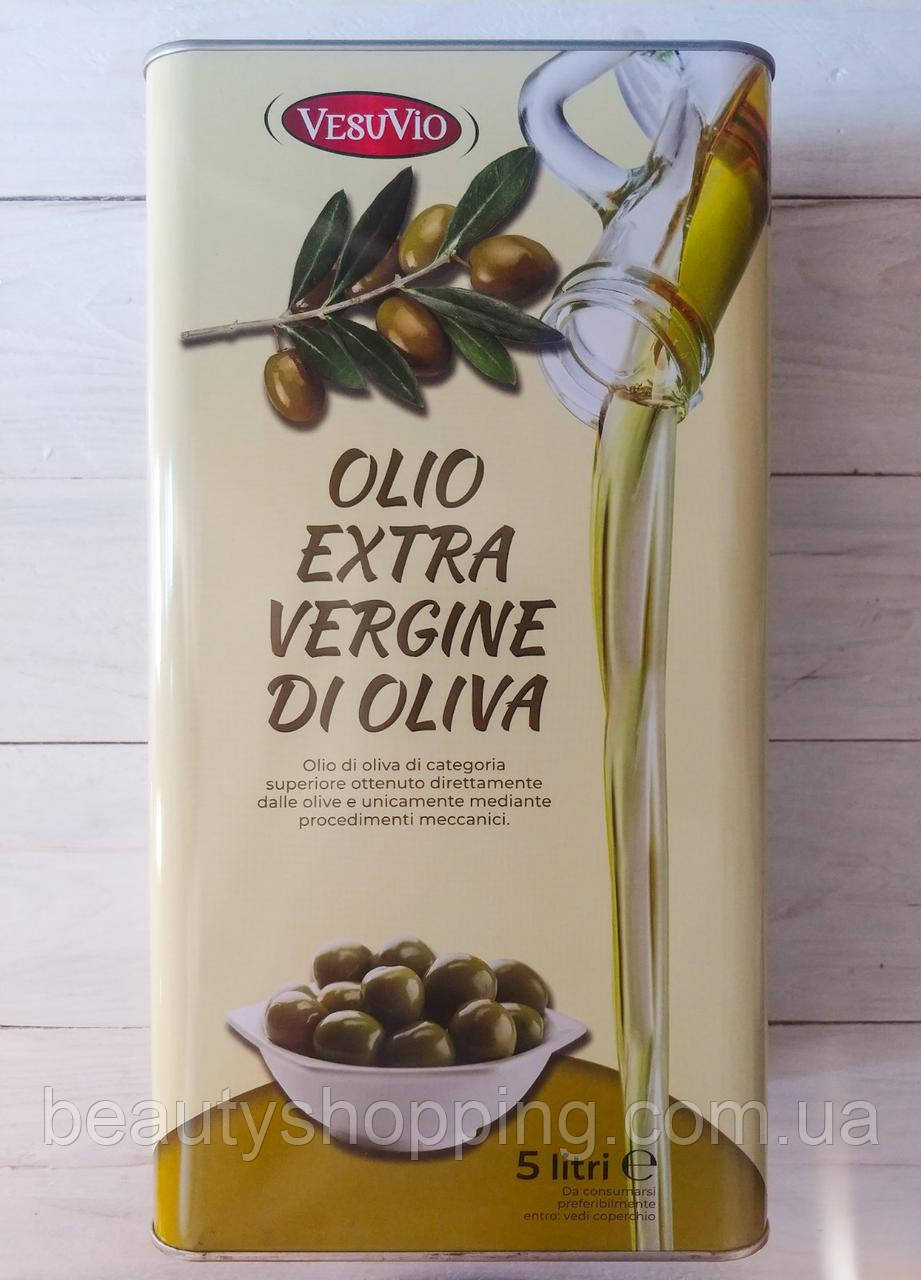 VESUVIO
OLIO
EXTRA
VERGINE
DI OLIVA
Olio di oliva di categoria
superiore ottenuto direttamente
dalle olive e unicamente mediante
procedimenti meccanici.
beautyshopping.com.ua
5 litri ℮
Da consumarsi
preferibilmente
entro: vedi coperchio